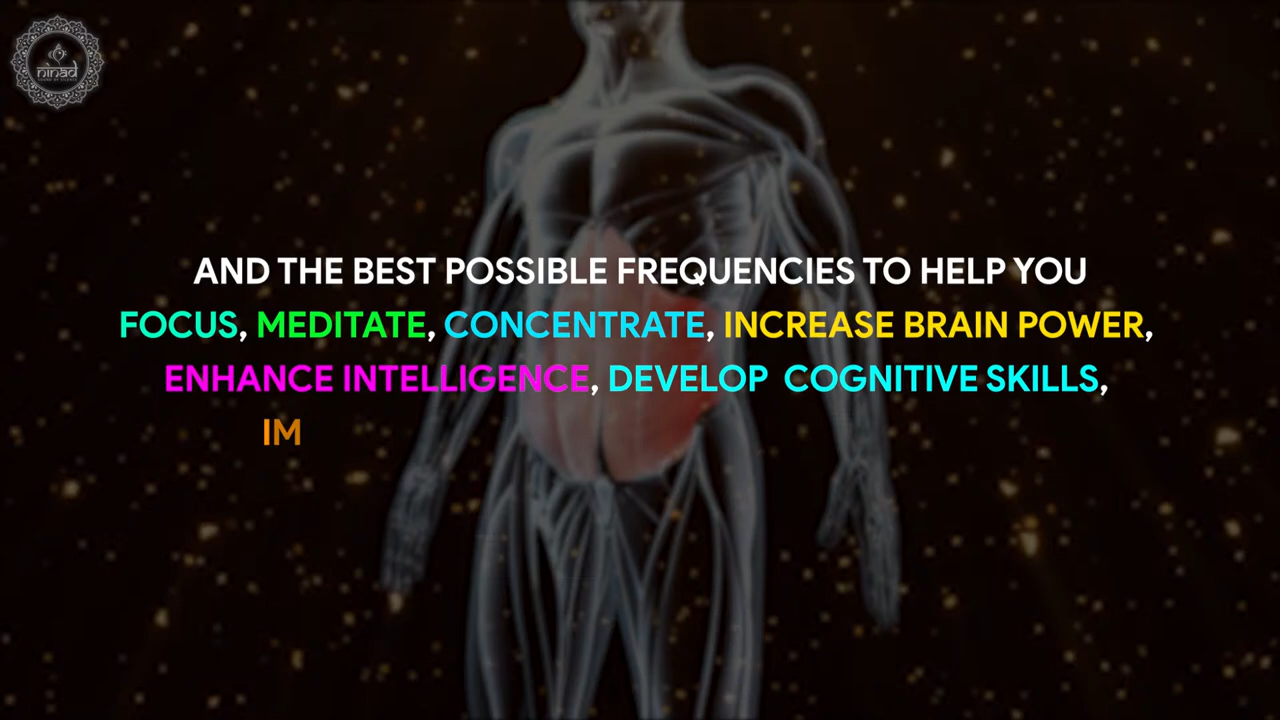 ninad
AND THE BEST POSSIBLE FREQUENCIES TO HELP YOU
FOCUS, MEDITATE, CONCENTRATE, INCREASE BRAIN POWER,
ENHANCE INTELLIGENCE, DEVELOP COGNITIVE SKILLS,
IM